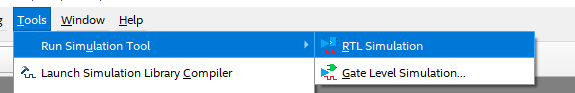 Tools Window Help
Run Simulation Tool
RTL Simulation
Launch Simulation Library Compiler
Gate Level Simulation...